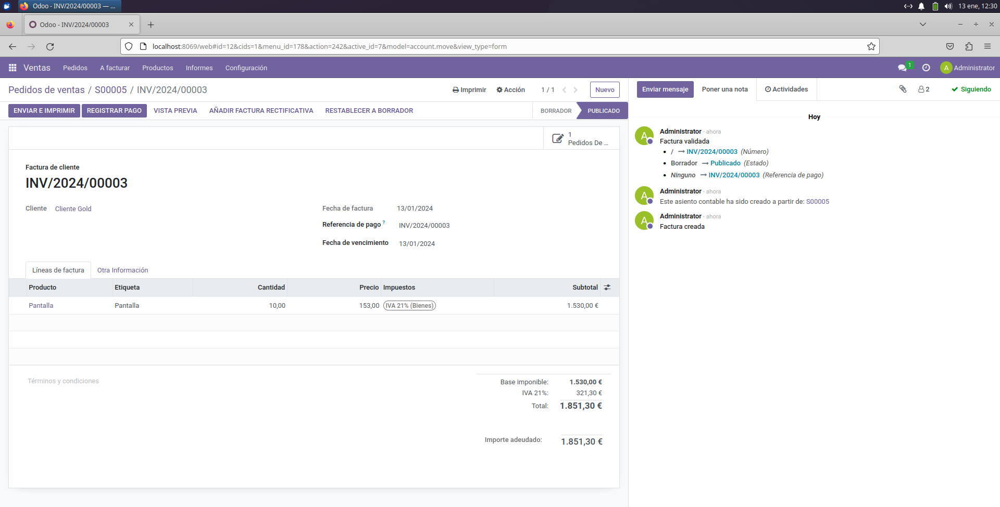 Odoo - INV/2024/00003 — ...
13 ene, 12:30
Odoo - INV/2024/00003
localhost:8069/web#id=12&cids=1&menu_id=178&action=242&active_id=7&model=account.move&view_type=form
Ventas Pedidos A facturar Productos Informes Configuración
1 A Administrator
Pedidos de ventas / S00005 / INV/2024/00003
Imprimir Acción 1 / 1 Nuevo
Enviar mensaje Poner una nota Actividades 2 Siguiendo
ENVIAR E IMPRIMIR REGISTRAR PAGO VISTA PREVIA AÑADIR FACTURA RECTIFICATIVA RESTABLECER A BORRADOR
BORRADOR PUBLICADO
1
Pedidos De ...
Factura de cliente
INV/2024/00003
Cliente Cliente Gold
Fecha de factura 13/01/2024
Referencia de pago ? INV/2024/00003
Fecha de vencimiento 13/01/2024
Líneas de factura Otra Información
Producto Etiqueta Cantidad Precio Impuestos Subtotal
Pantalla Pantalla 10,00 153,00 IVA 21% (Bienes) 1.530,00 €
Términos y condiciones
Base imponible: 1.530,00 €
IVA 21%: 321,30 €
Total: 1.851,30 €
Importe adeudado: 1.851,30 €
Hoy
A Administrator - ahora
Factura validada
• / → INV/2024/00003 (Número)
• Borrador → Publicado (Estado)
• Ninguno → INV/2024/00003 (Referencia de pago)
A Administrator - ahora
Este asiento contable ha sido creado a partir de: S00005
A Administrator - ahora
Factura creada